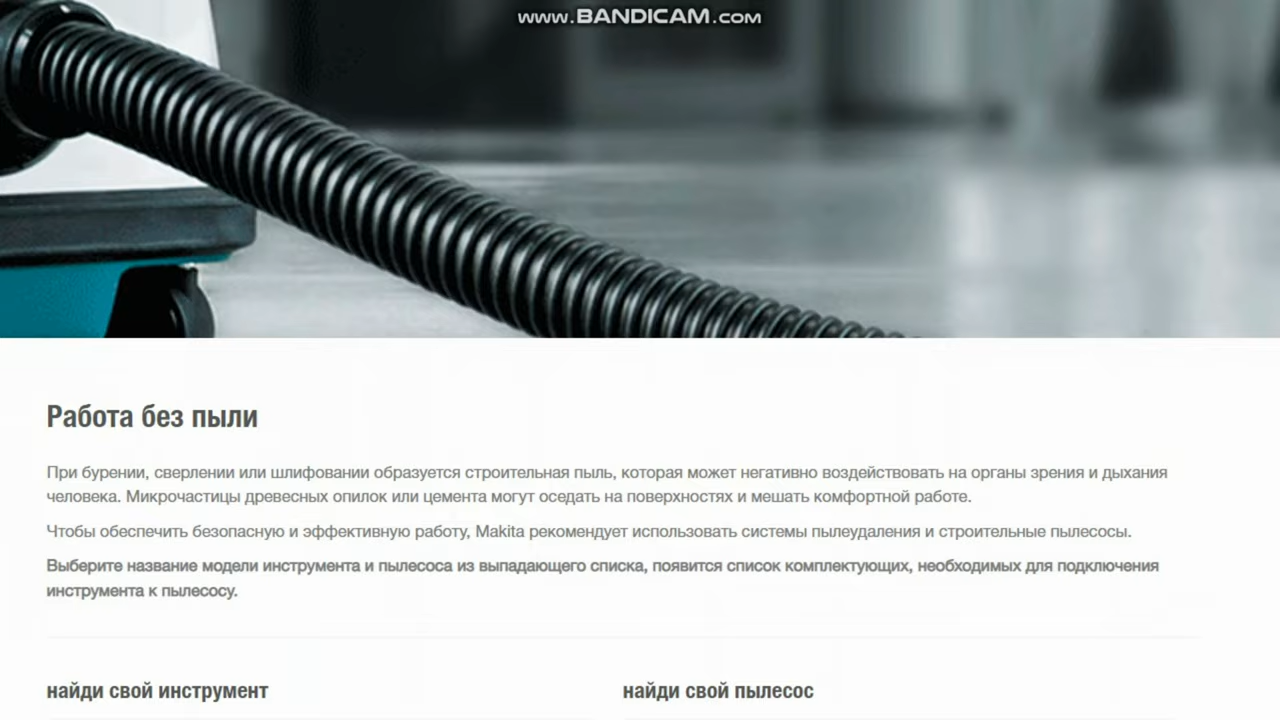 www.BANDICAM.com
Работа без пыли
При бурении, сверлении или шлифовании образуется строительная пыль, которая может негативно воздействовать на органы зрения и дыхания
человека. Микрочастицы древесных опилок или цемента могут оседать на поверхностях и мешать комфортной работе.
Чтобы обеспечить безопасную и эффективную работу, Makita рекомендует использовать системы пылеудаления и строительные пылесосы.
Выберите название модели инструмента и пылесоса из выпадающего списка, появится список комплектующих, необходимых для подключения
инструмента к пылесосу.
найди свой инструмент
найди свой пылесос